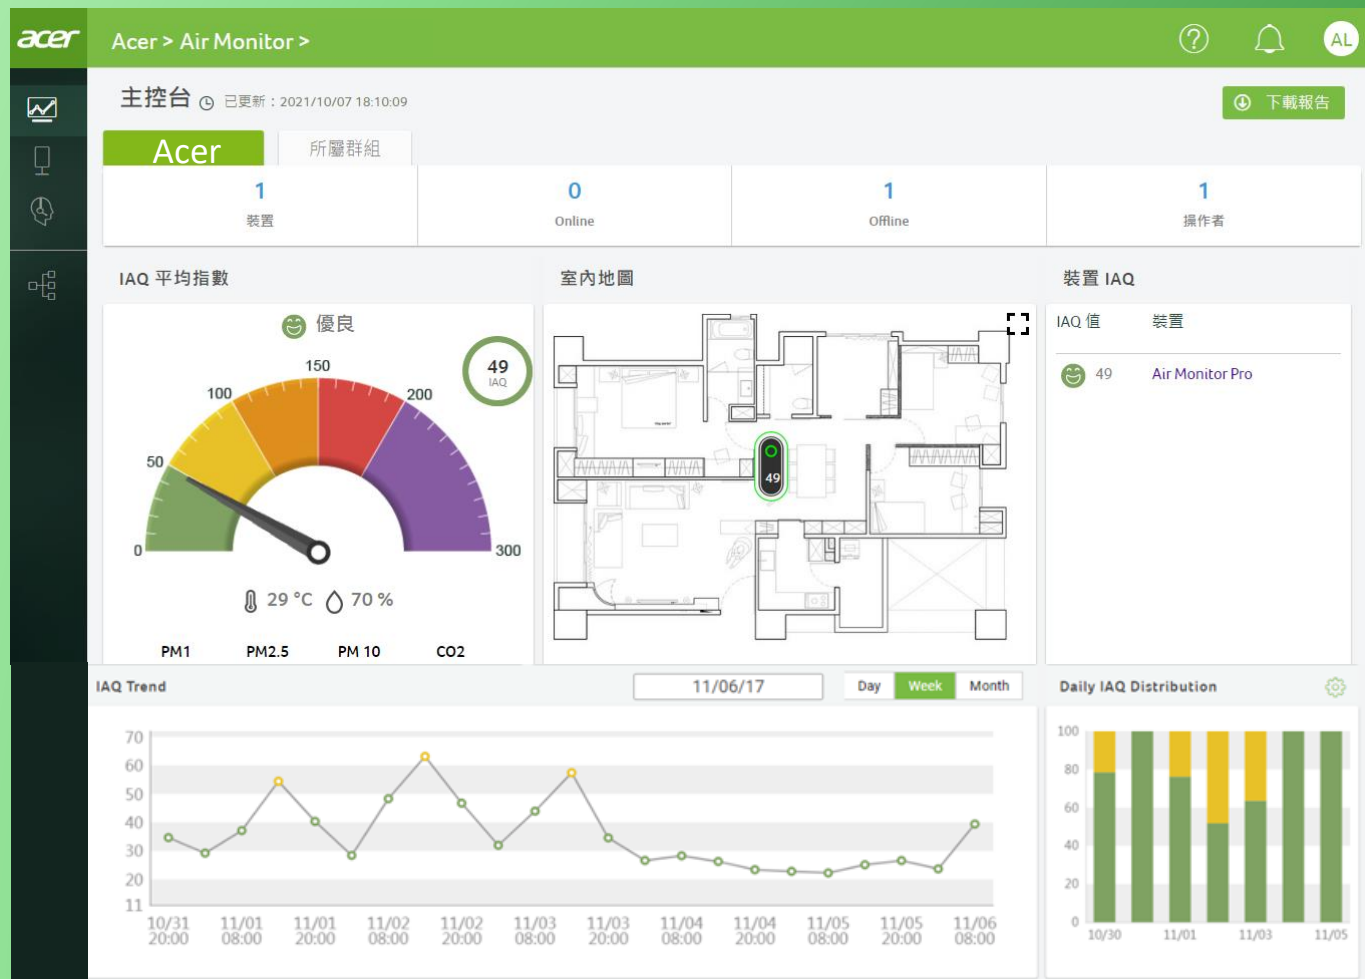 acer
Acer > Air Monitor >
?
AL
主控台
已更新：2021/10/07 18:10:09
下載報告
Acer
所屬群組
1
裝置
0
Online
1
Offline
1
操作者
IAQ 平均指數
室內地圖
裝置 IAQ
優良
49
IAQ
0
50
100
150
200
300
29 °C
70 %
PM1
PM2.5
PM 10
CO2
49
IAQ 值
裝置
49
Air Monitor Pro
IAQ Trend
11/06/17
Day
Week
Month
70
60
50
40
30
20
11
10/31 20:00
11/01 08:00
11/01 20:00
11/02 08:00
11/02 20:00
11/03 08:00
11/03 20:00
11/04 08:00
11/04 20:00
11/05 08:00
11/05 20:00
11/06 08:00
Daily IAQ Distribution
100
80
60
40
20
0
10/30
11/01
11/03
11/05